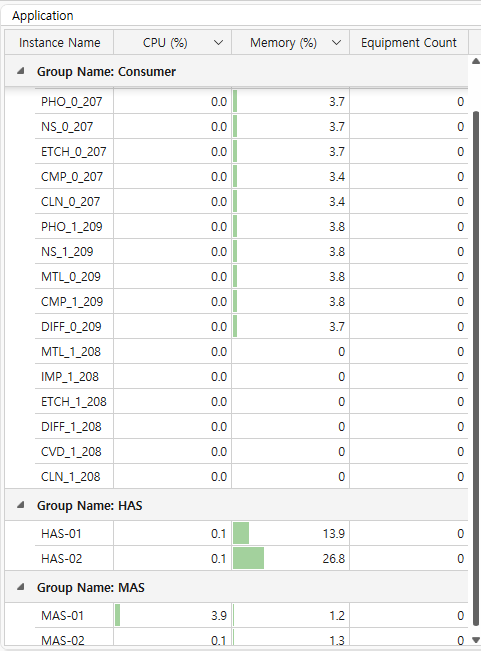 Application
Instance Name CPU (%) Memory (%) Equipment Count
Group Name: Consumer
PHO_0_207 0.0 3.7 0
NS_0_207 0.0 3.7 0
ETCH_0_207 0.0 3.7 0
CMP_0_207 0.0 3.4 0
CLN_0_207 0.0 3.4 0
PHO_1_209 0.0 3.8 0
NS_1_209 0.0 3.8 0
MTL_0_209 0.0 3.8 0
CMP_1_209 0.0 3.8 0
DIFF_0_209 0.0 3.7 0
MTL_1_208 0.0 0 0
IMP_1_208 0.0 0 0
ETCH_1_208 0.0 0 0
DIFF_1_208 0.0 0 0
CVD_1_208 0.0 0 0
CLN_1_208 0.0 0 0
Group Name: HAS
HAS-01 0.1 13.9 0
HAS-02 0.1 26.8 0
Group Name: MAS
MAS-01 3.9 1.2 0
MAS-02 0.1 1.3 0